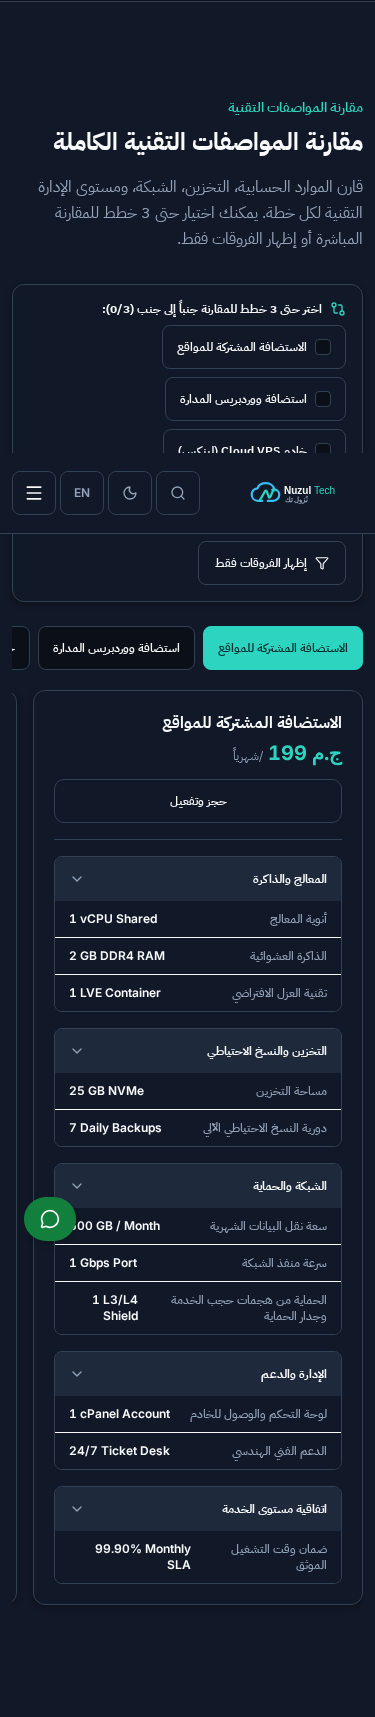 مقارنة المواصفات التقنية
مقارنة المواصفات التقنية الكاملة
قارن الموارد الحسابية، التخزين، الشبكة، ومستوى الإدارة
التقنية لكل خطة. يمكنك اختيار حتى 3 خطط للمقارنة
المباشرة أو إظهار الفروقات فقط.
اختر حتى 3 خطط للمقارنة جنباً إلى جنب (0/3):
الاستضافة المشتركة للمواقع
استضافة ووردبريس المدارة
خادم Cloud VPS (لينكس)
Nuzul Tech
نُزول تك
EN
إظهار الفروقات فقط
الاستضافة المشتركة للمواقع
استضافة ووردبريس المدارة
الاستضافة المشتركة للمواقع
199 ج.م /شهرياً
حجز وتفعيل
المعالج والذاكرة
أنوية المعالج 1 vCPU Shared
الذاكرة العشوائية 2 GB DDR4 RAM
تقنية العزل الافتراضي 1 LVE Container
التخزين والنسخ الاحتياطي
مساحة التخزين 25 GB NVMe
دورية النسخ الاحتياطي الآلي 7 Daily Backups
الشبكة والحماية
سعة نقل البيانات الشهرية GB / Month
سرعة منفذ الشبكة 1 Gbps Port
الحماية من هجمات حجب الخدمة
وجدار الحماية
1 L3/L4
Shield
الإدارة والدعم
لوحة التحكم والوصول للخادم 1 cPanel Account
الدعم الفني الهندسي 24/7 Ticket Desk
اتفاقية مستوى الخدمة
ضمان وقت التشغيل
الموثق
99.90% Monthly
SLA